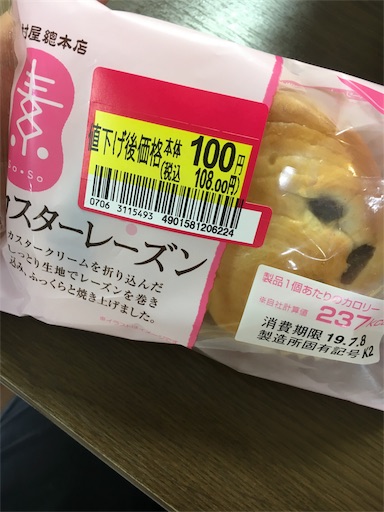 村屋總本店
So・So
値下げ後価格 本体 100円
(税込 108.00円)
0706 3115493 4901581206224
スターレーズン
カスタークリームを折り込んだ
しっとり生地でレーズンを巻き
込み、ふっくらと焼き上げました。
製品1個あたりのカロリー
※自社計算値 237kcal
消費期限 19.7.8
製造所固有記号 K2